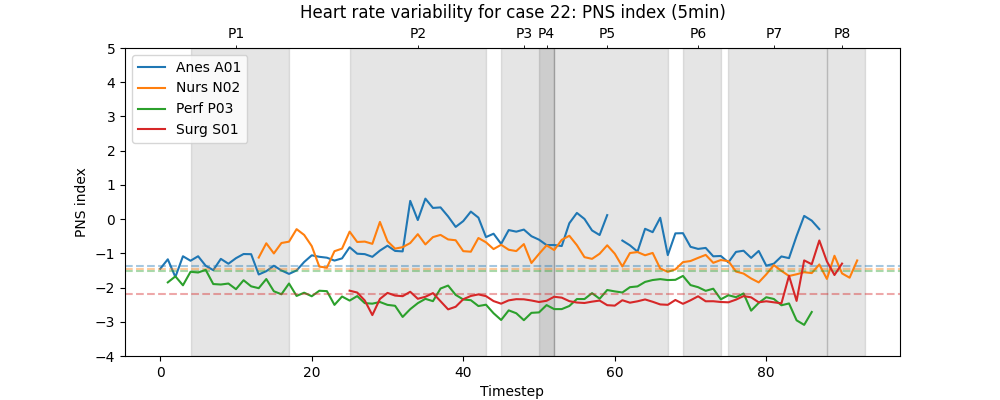 Heart rate variability for case 22: PNS index (5min)
P1 P2 P3 P4 P5 P6 P7 P8
5
4
3
2
1
0
−1
−2
−3
−4
PNS index
Anes A01
Nurs N02
Perf P03
Surg S01
0 20 40 60 80
Timestep